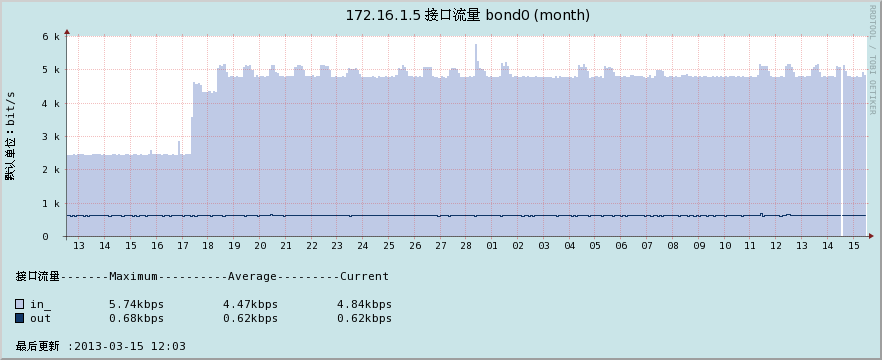 172.16.1.5 接口流量 bond0 (month)
RRDTOOL / TOBI OETIKER
默认单位：bit/s
6 k
5 k
4 k
3 k
2 k
1 k
0
13 14 15 16 17 18 19 20 21 22 23 24 25 26 27 28 01 02 03 04 05 06 07 08 09 10 11 12 13 14 15
接口流量-------Maximum----------Average---------Current
in_ 5.74kbps 4.47kbps 4.84kbps
out 0.68kbps 0.62kbps 0.62kbps
最后更新 :2013-03-15 12:03